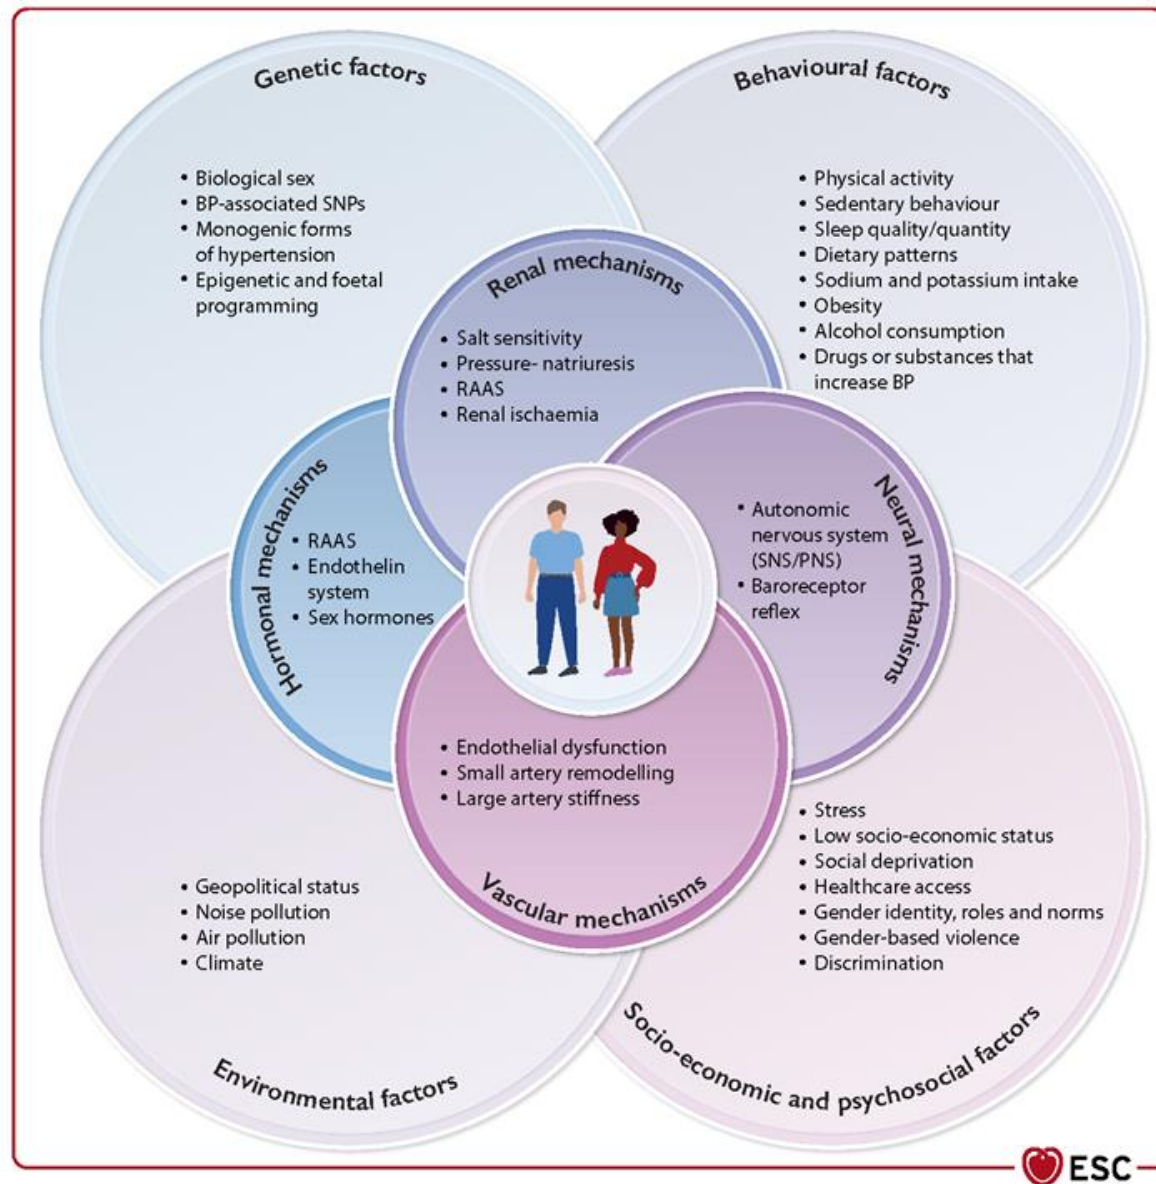 Genetic factors
• Biological sex
• BP-associated SNPs
• Monogenic forms
of hypertension
• Epigenetic and foetal
programming
Behavioural factors
• Physical activity
• Sedentary behaviour
• Sleep quality/quantity
• Dietary patterns
• Sodium and potassium intake
• Obesity
• Alcohol consumption
• Drugs or substances that
increase BP
Renal mechanisms
• Salt sensitivity
• Pressure- natriuresis
• RAAS
• Renal ischaemia
Hormonal mechanisms
• RAAS
• Endothelin
system
• Sex hormones
Neural mechanisms
• Autonomic
nervous system
(SNS/PNS)
• Baroreceptor
reflex
• Endothelial dysfunction
• Small artery remodelling
• Large artery stiffness
Vascular mechanisms
• Geopolitical status
• Noise pollution
• Air pollution
• Climate
Environmental factors
• Stress
• Low socio-economic status
• Social deprivation
• Healthcare access
• Gender identity, roles and norms
• Gender-based violence
• Discrimination
Socio-economic and psychosocial factors
ESC